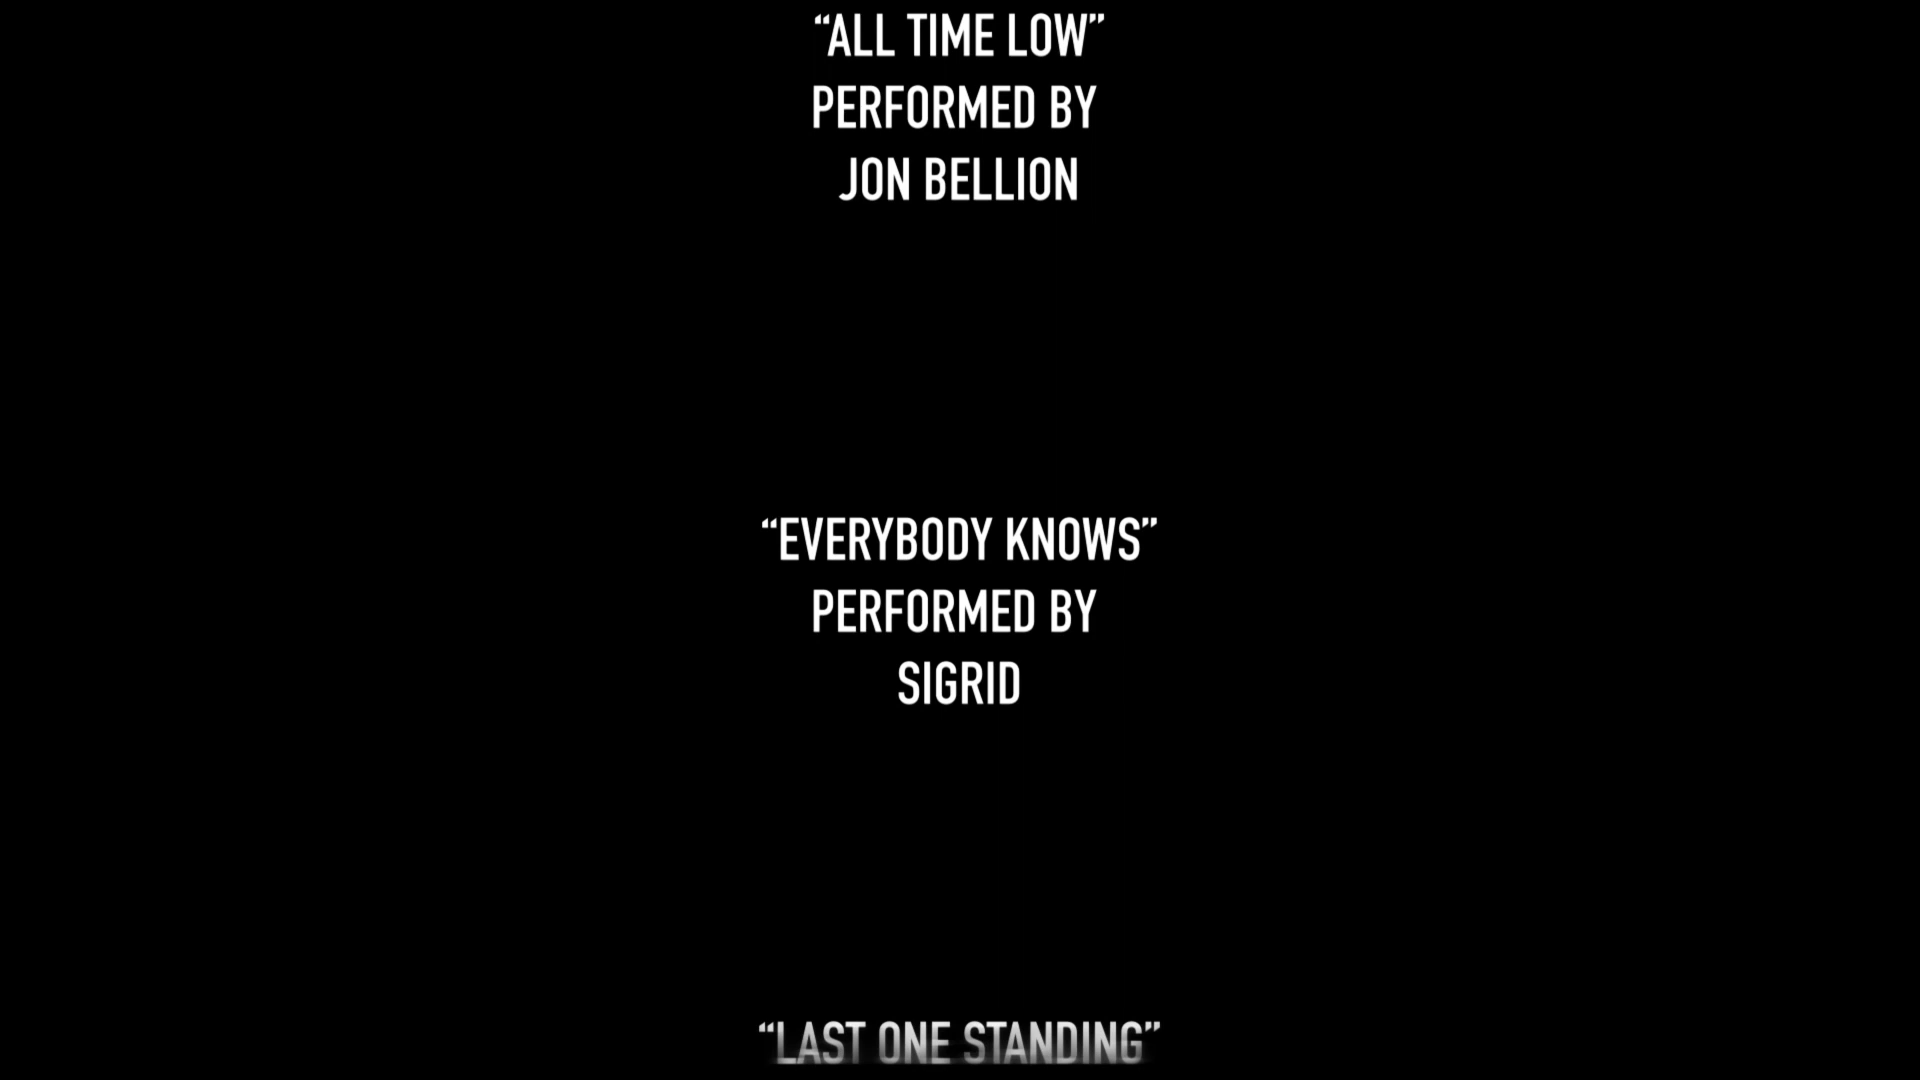 “ALL TIME LOW”
PERFORMED BY
JON BELLION
“EVERYBODY KNOWS”
PERFORMED BY
SIGRID
“LAST ONE STANDING”